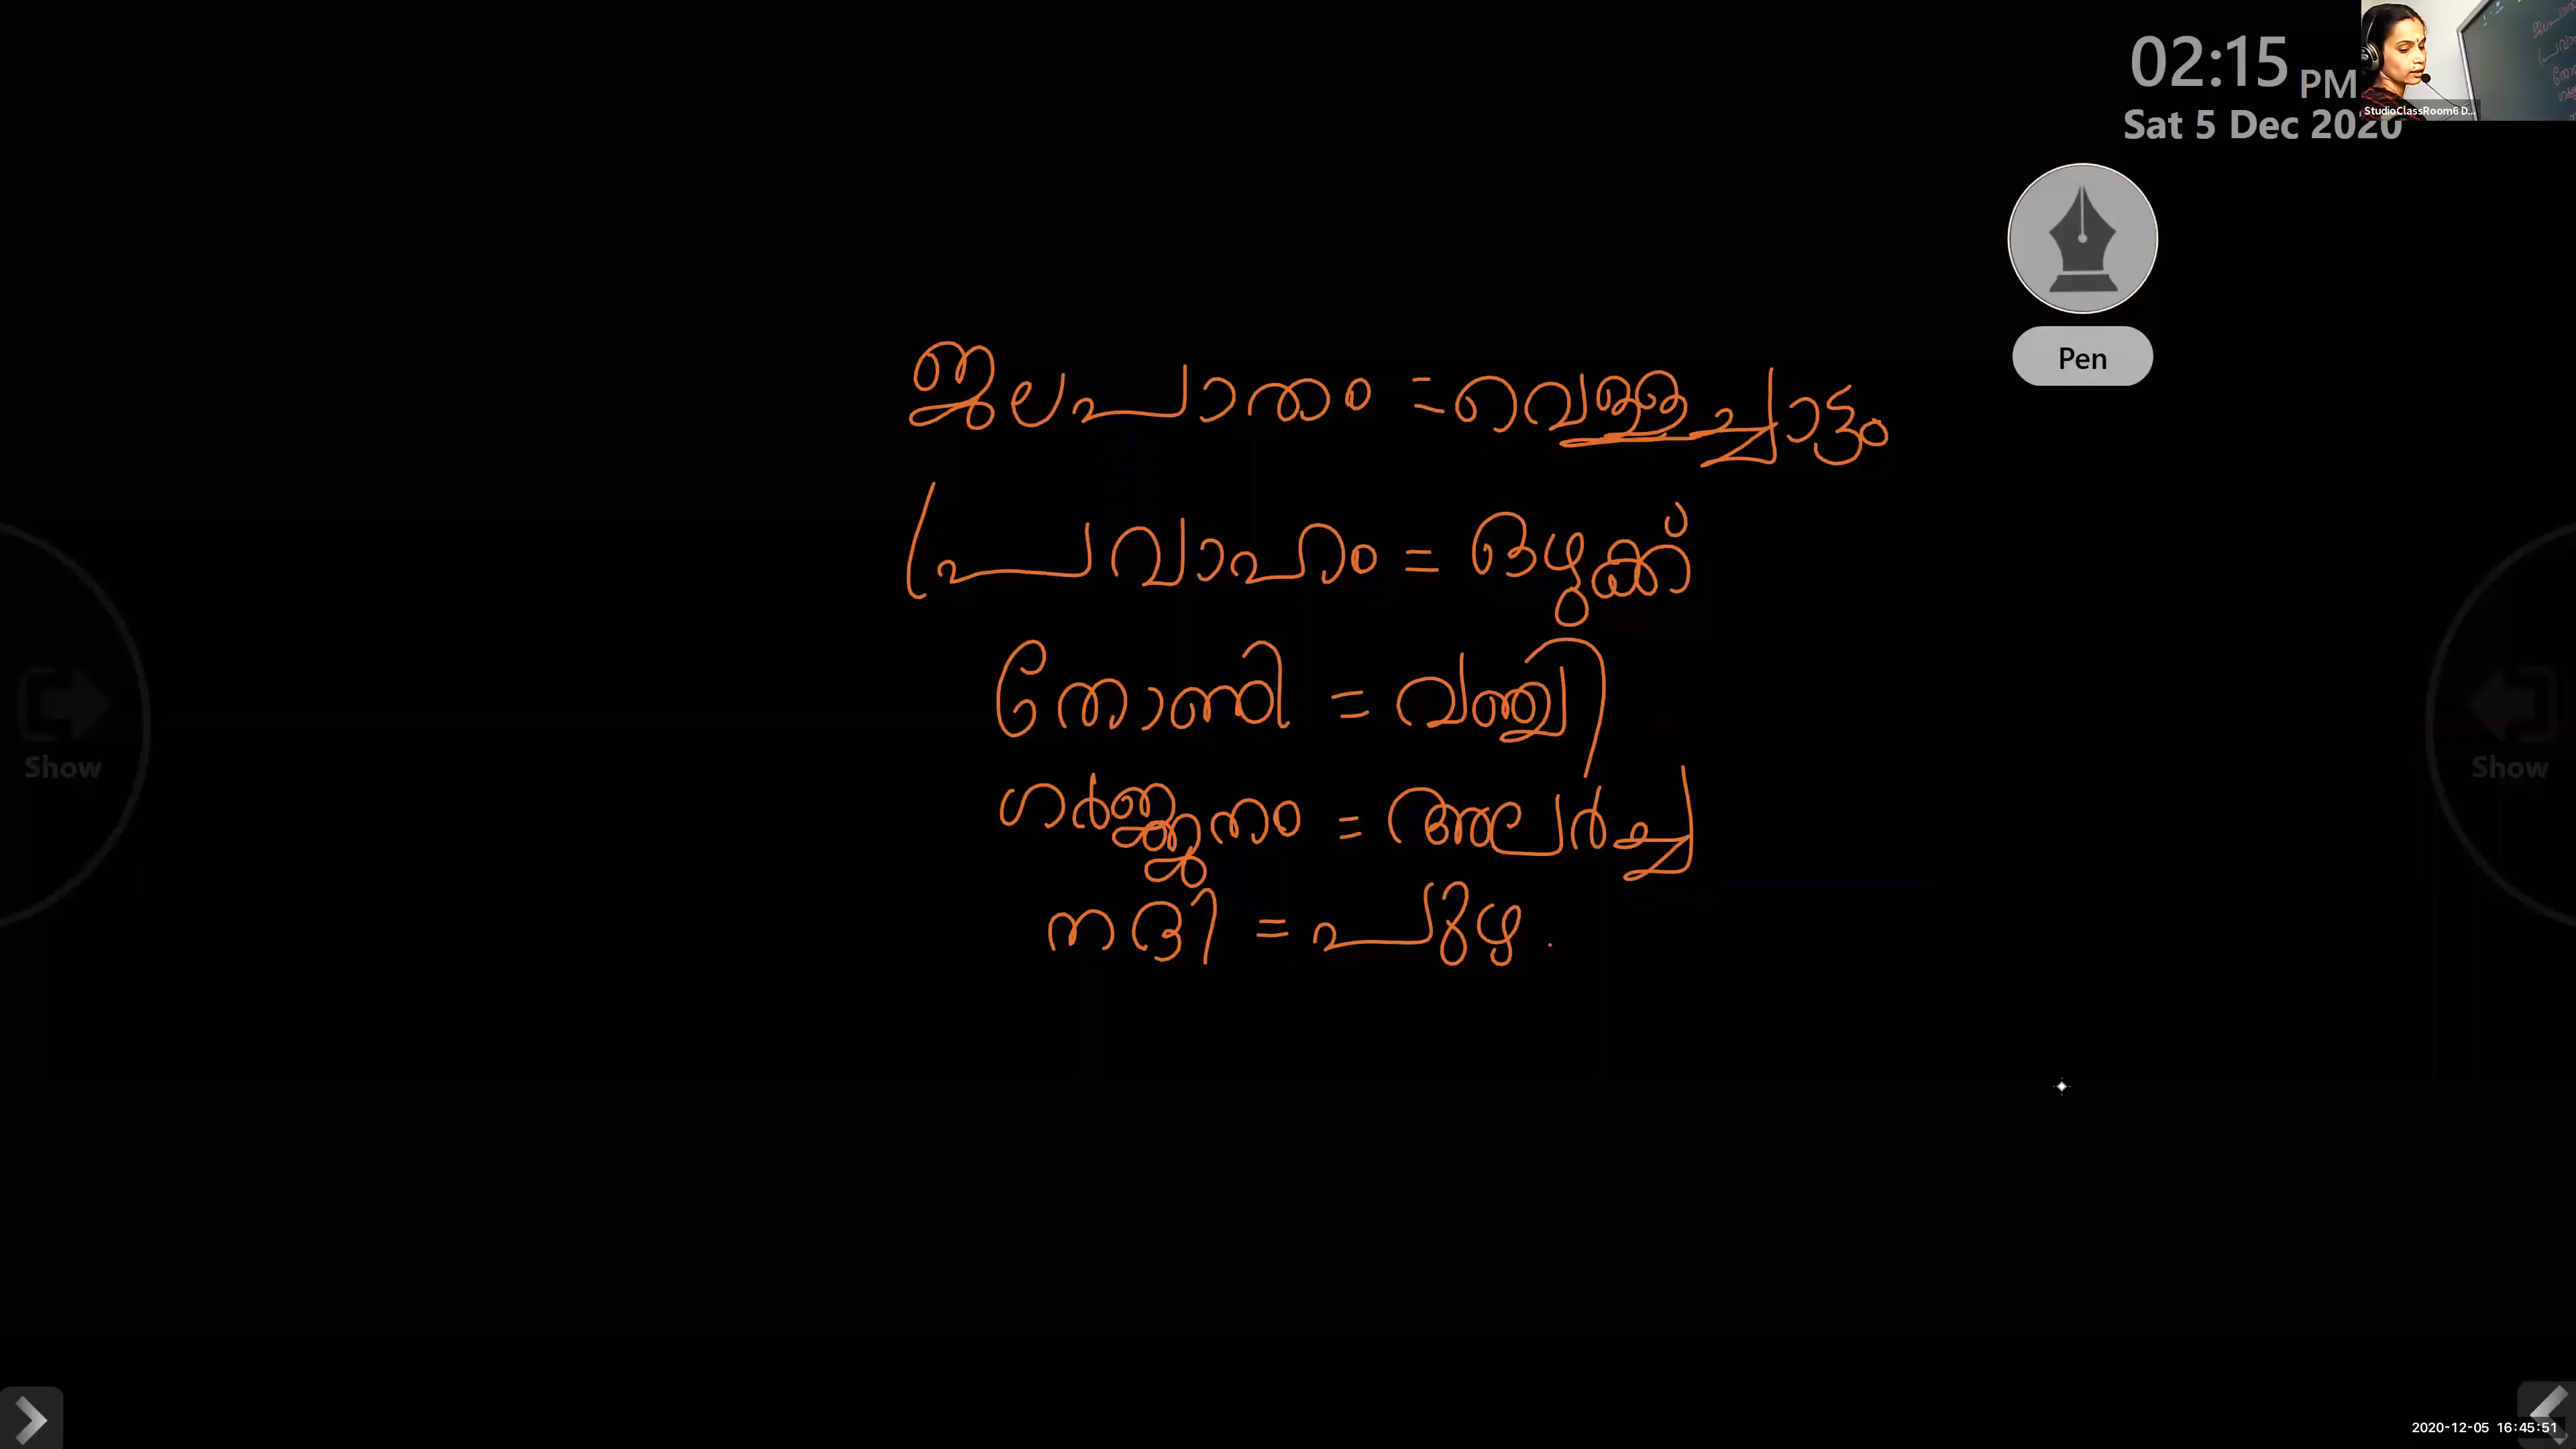 02:15 PM
Sat 5 Dec 2020
StudioClassRoom6 D...
Pen
ജലപാതം = വെള്ളച്ചാട്ടം
പ്രവാഹം = ഒഴുക്ക്
തോണി = വഞ്ചി
ഗർജ്ജനം = അലർച്ച
നദി = പുഴ.
Show
Show
2020-12-05 16:45:51